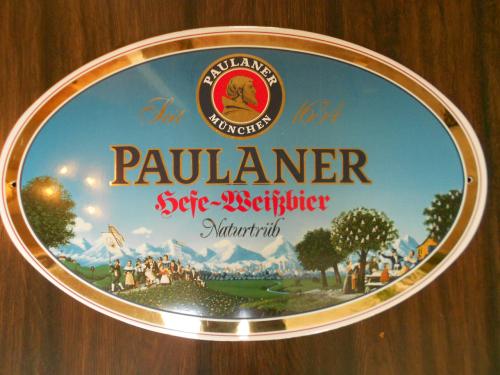 PAULANER
MÜNCHEN
Seit 1634
PAULANER
Hefe-Weißbier
Naturtrüb